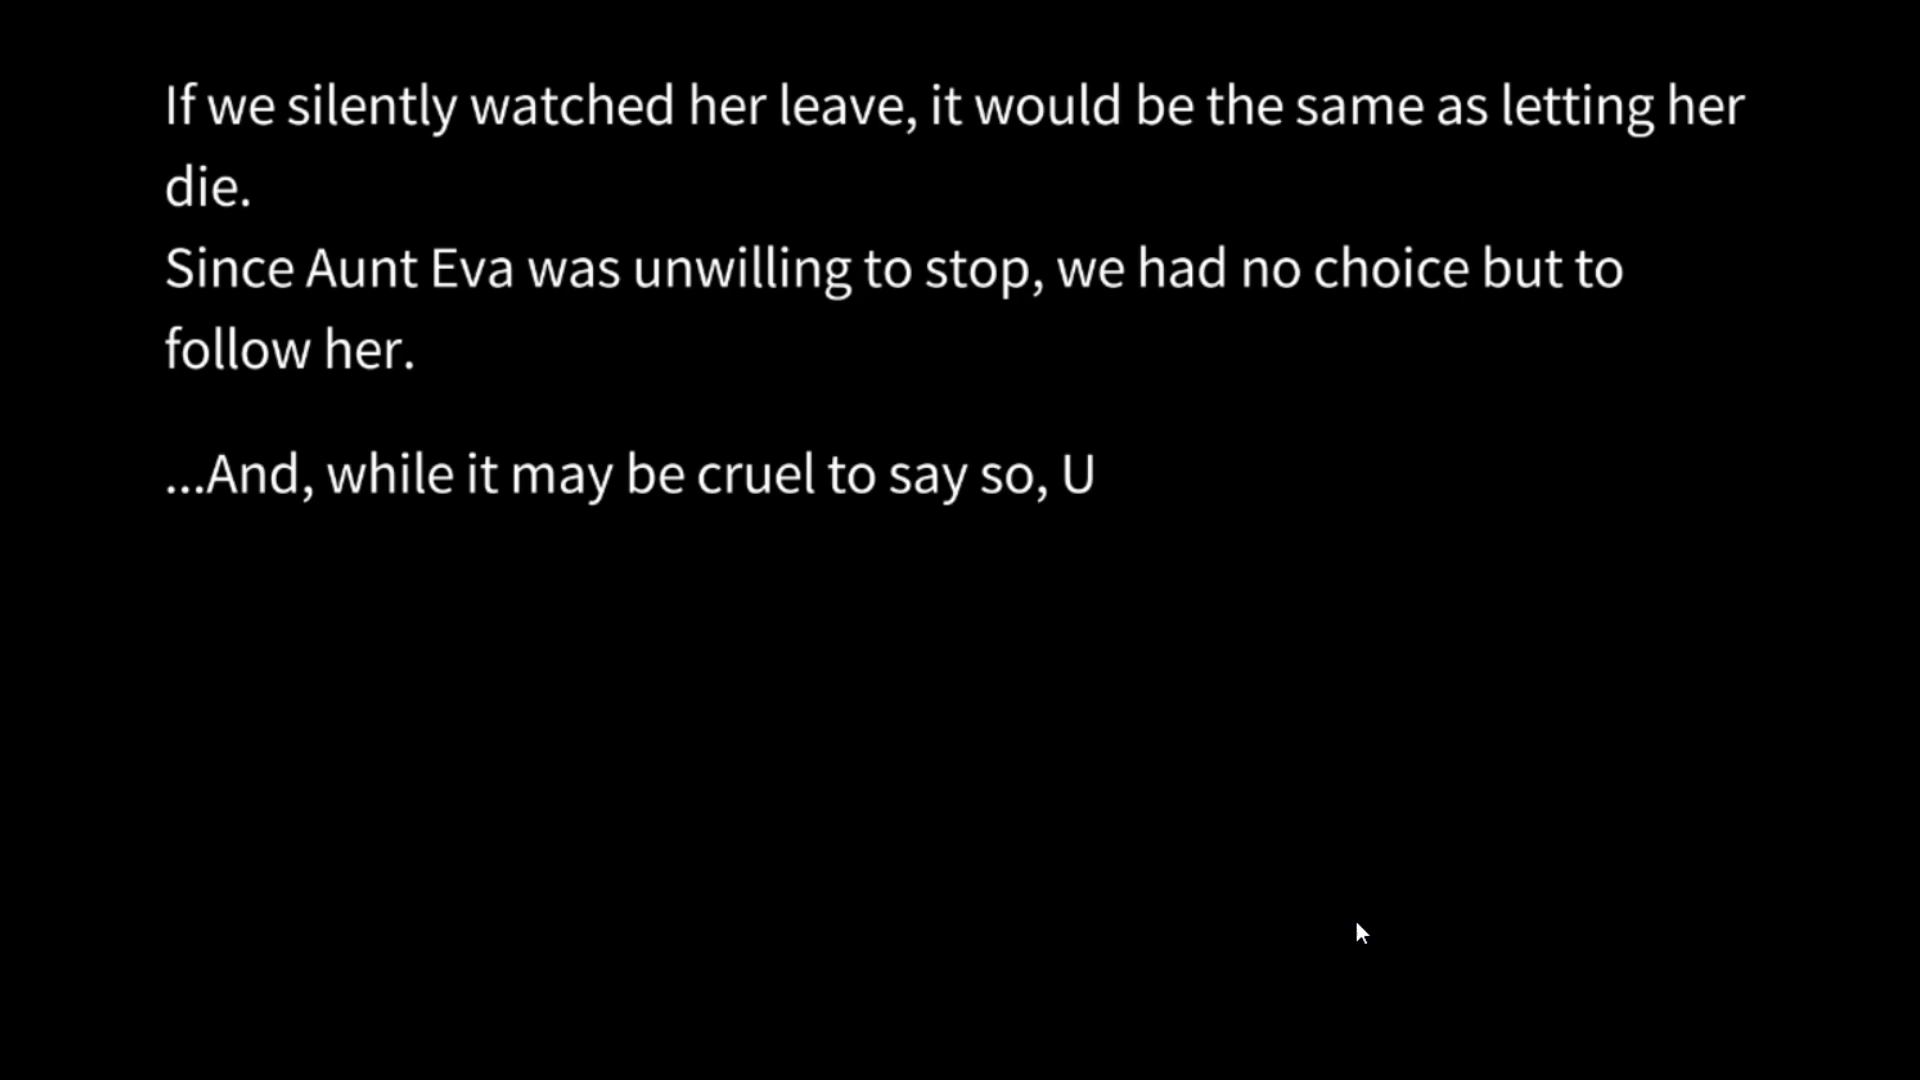 If we silently watched her leave, it would be the same as letting her
die.
Since Aunt Eva was unwilling to stop, we had no choice but to
follow her.
...And, while it may be cruel to say so, U